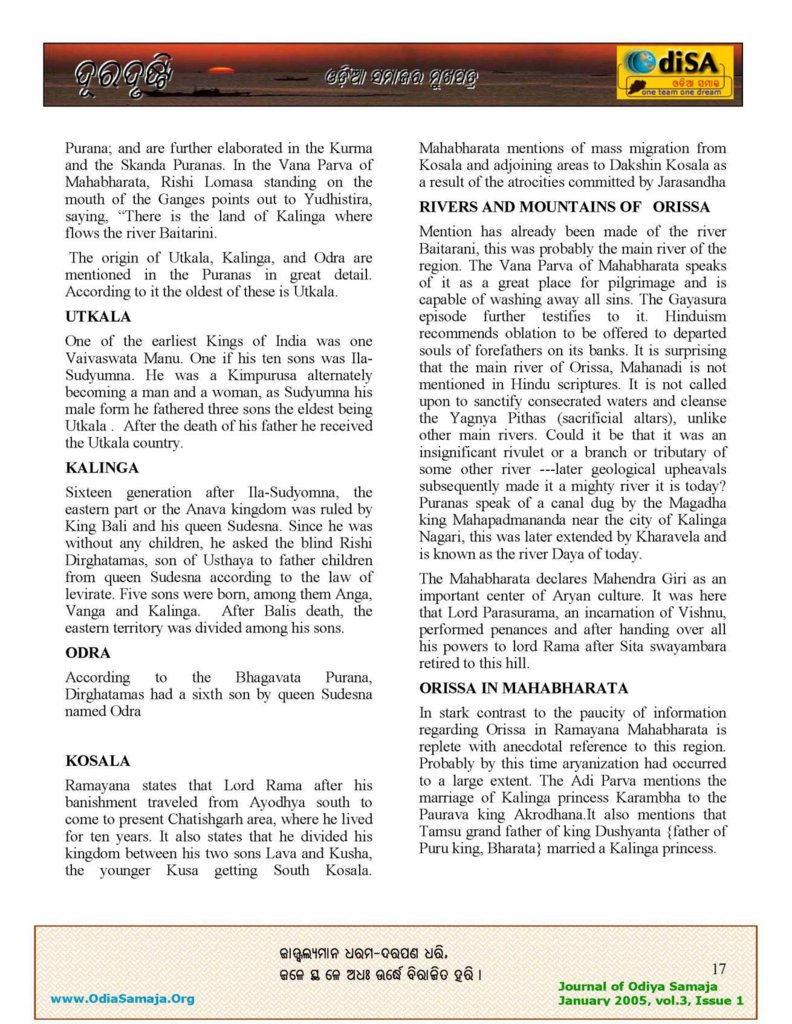 ଦୂରଦୃଷ୍ଟି
ଓଡ଼ିଆ ସମାଜର ମୁଖପତ୍ର
OdiSA
ଓଡ଼ିଆ ସମାଜ
one team one dream
Purana; and are further elaborated in the Kurma
and the Skanda Puranas. In the Vana Parva of
Mahabharata, Rishi Lomasa standing on the
mouth of the Ganges points out to Yudhistira,
saying, “There is the land of Kalinga where
flows the river Baitarini.
The origin of Utkala, Kalinga, and Odra are
mentioned in the Puranas in great detail.
According to it the oldest of these is Utkala.
UTKALA
One of the earliest Kings of India was one
Vaivaswata Manu. One if his ten sons was Ila-
Sudyumna. He was a Kimpurusa alternately
becoming a man and a woman, as Sudyumna his
male form he fathered three sons the eldest being
Utkala . After the death of his father he received
the Utkala country.
KALINGA
Sixteen generation after Ila-Sudyomna, the
eastern part or the Anava kingdom was ruled by
King Bali and his queen Sudesna. Since he was
without any children, he asked the blind Rishi
Dirghatamas, son of Usthaya to father children
from queen Sudesna according to the law of
levirate. Five sons were born, among them Anga,
Vanga and Kalinga. After Balis death, the
eastern territory was divided among his sons.
ODRA
According to the Bhagavata Purana,
Dirghatamas had a sixth son by queen Sudesna
named Odra
KOSALA
Ramayana states that Lord Rama after his
banishment traveled from Ayodhya south to
come to present Chatishgarh area, where he lived
for ten years. It also states that he divided his
kingdom between his two sons Lava and Kusha,
the younger Kusa getting South Kosala.
Mahabharata mentions of mass migration from
Kosala and adjoining areas to Dakshin Kosala as
a result of the atrocities committed by Jarasandha
RIVERS AND MOUNTAINS OF ORISSA
Mention has already been made of the river
Baitarani, this was probably the main river of the
region. The Vana Parva of Mahabharata speaks
of it as a great place for pilgrimage and is
capable of washing away all sins. The Gayasura
episode further testifies to it. Hinduism
recommends oblation to be offered to departed
souls of forefathers on its banks. It is surprising
that the main river of Orissa, Mahanadi is not
mentioned in Hindu scriptures. It is not called
upon to sanctify consecrated waters and cleanse
the Yagnya Pithas (sacrificial altars), unlike
other main rivers. Could it be that it was an
insignificant rivulet or a branch or tributary of
some other river ---later geological upheavals
subsequently made it a mighty river it is today?
Puranas speak of a canal dug by the Magadha
king Mahapadmananda near the city of Kalinga
Nagari, this was later extended by Kharavela and
is known as the river Daya of today.
The Mahabharata declares Mahendra Giri as an
important center of Aryan culture. It was here
that Lord Parasurama, an incarnation of Vishnu,
performed penances and after handing over all
his powers to lord Rama after Sita swayambara
retired to this hill.
ORISSA IN MAHABHARATA
In stark contrast to the paucity of information
regarding Orissa in Ramayana Mahabharata is
replete with anecdotal reference to this region.
Probably by this time aryanization had occurred
to a large extent. The Adi Parva mentions the
marriage of Kalinga princess Karambha to the
Paurava king Akrodhana.It also mentions that
Tamsu grand father of king Dushyanta {father of
Puru king, Bharata} married a Kalinga princess.
ଜାଜ୍ଜ୍ୱଲ୍ୟମାନ ଧରମ-ଦରପଣ ଧରି,
ଜଳେ ସ୍ଥଳେ ଅଧଃ ଊର୍ଦ୍ଧେ ବିରାଜିତ ହରି ।
17
www.OdiaSamaja.Org
Journal of Odiya Samaja
January 2005, vol.3, Issue 1